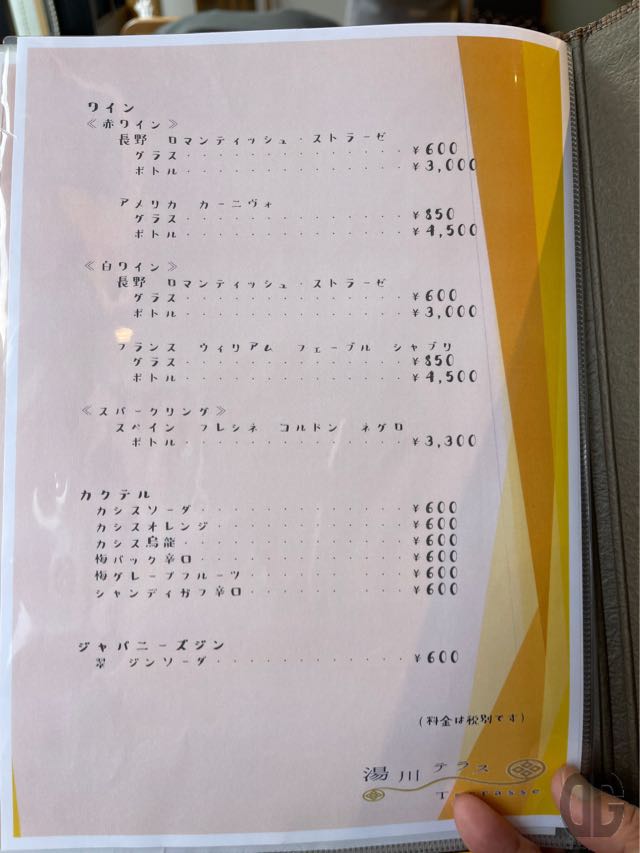 ワイン
≪赤ワイン≫
長野 ロマンティッシュ・ストラーゼ
グラス・・・・・・・・・・・・・・¥600
ボトル・・・・・・・・・・・・・・¥3,000
アメリカ カーニヴォ
グラス・・・・・・・・・・・・・・¥850
ボトル・・・・・・・・・・・・・・¥4,500
≪白ワイン≫
長野 ロマンティッシュ・ストラーゼ
グラス・・・・・・・・・・・・・・¥600
ボトル・・・・・・・・・・・・・・¥3,000
フランス ウィリアム フェーブル シャブリ
グラス・・・・・・・・・・・・・・¥850
ボトル・・・・・・・・・・・・・・¥4,500
≪スパークリング≫
スペイン フレシネ コルドン ネグロ
ボトル・・・・・・・・・・・・・・¥3,300
カクテル
カシスソーダ・・・・・・・・・・・・・¥600
カシスオレンジ・・・・・・・・・・・・¥600
カシス烏龍・・・・・・・・・・・・・・¥600
梅パック辛口・・・・・・・・・・・・・¥600
梅グレープフルーツ・・・・・・・・・・¥600
シャンディガフ辛口・・・・・・・・・・¥600
ジャパニーズジン
翠 ジンソーダ・・・・・・・・・・・・¥600
(料金は税別です)
湯川テラス
Terrasse
DG